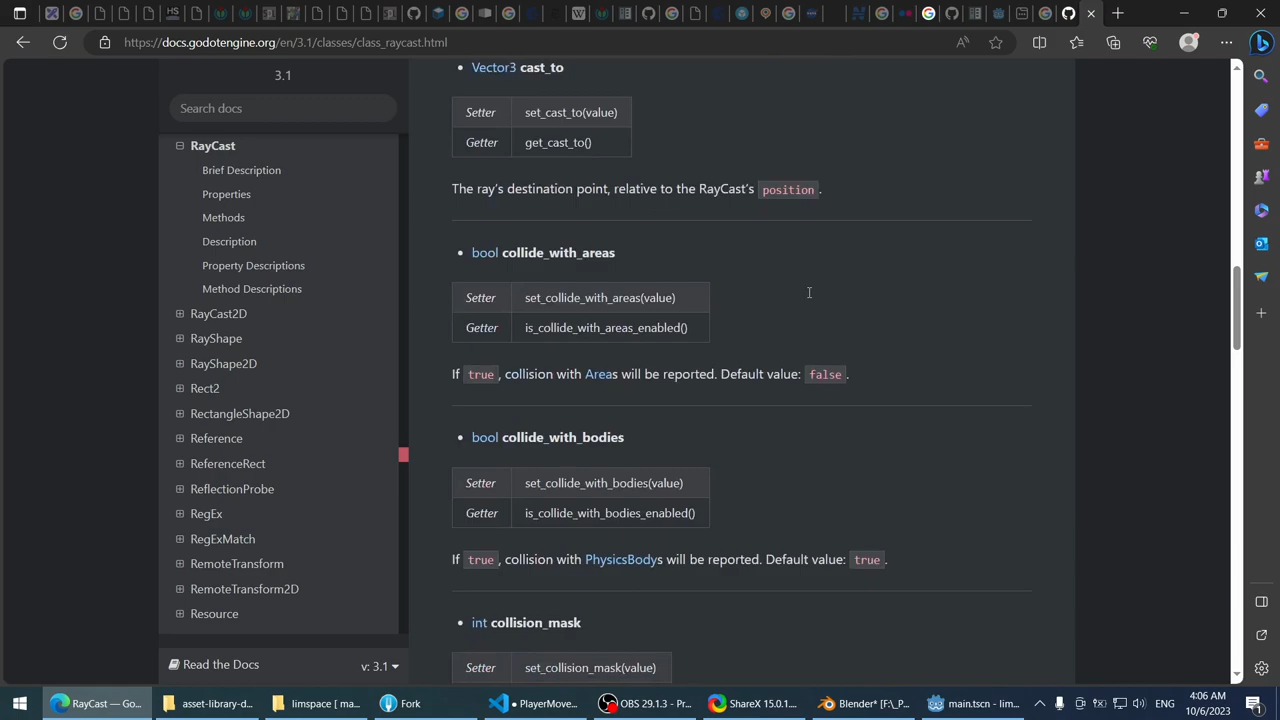 https://docs.godotengine.org/en/3.1/classes/class_raycast.html
3.1
Search docs
RayCast
Brief Description
Properties
Methods
Description
Property Descriptions
Method Descriptions
RayCast2D
RayShape
RayShape2D
Rect2
RectangleShape2D
Reference
ReferenceRect
ReflectionProbe
RegEx
RegExMatch
RemoteTransform
RemoteTransform2D
Resource
Read the Docs
v: 3.1
• Vector3 cast_to
Setter set_cast_to(value)
Getter get_cast_to()
The ray's destination point, relative to the RayCast's position.
• bool collide_with_areas
Setter set_collide_with_areas(value)
Getter is_collide_with_areas_enabled()
If true, collision with Areas will be reported. Default value: false.
• bool collide_with_bodies
Setter set_collide_with_bodies(value)
Getter is_collide_with_bodies_enabled()
If true, collision with PhysicsBodys will be reported. Default value: true.
• int collision_mask
Setter set_collision_mask(value)
RayCast — Go...
asset-library-d...
limspace [ ma...
Fork
● PlayerMove...
OBS 29.1.3 - Pr...
ShareX 15.0.1...
Blender* [F:\_P...
main.tscn - lim...
ENG
4:06 AM
10/6/2023